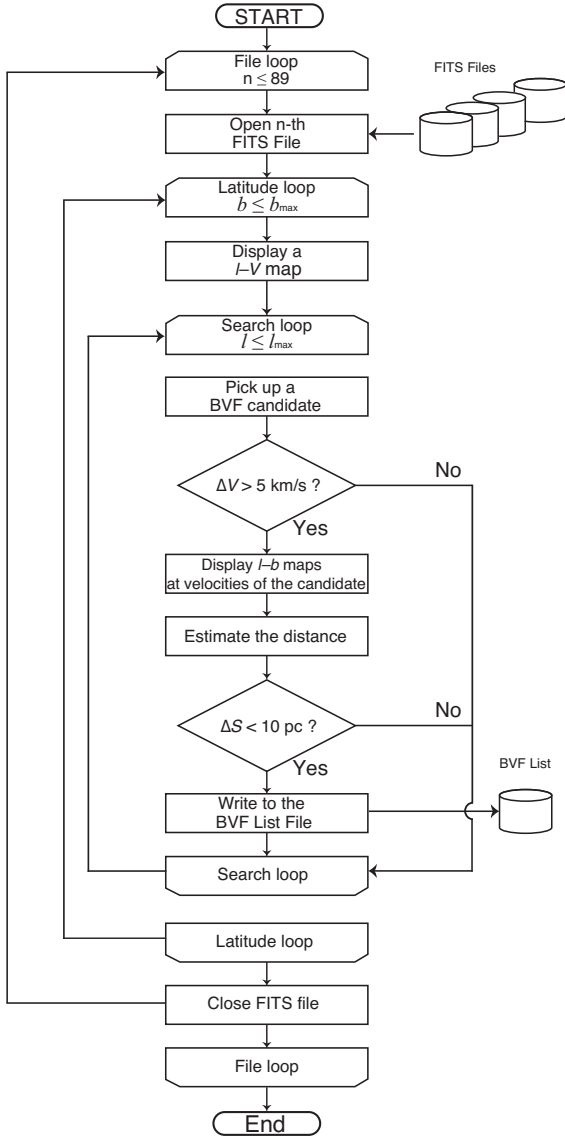 START
File loop
n ≤ 89
FITS Files
Open n-th
FITS File
Latitude loop
b ≤ bmax
Display a
l–V map
Search loop
l ≤ lmax
Pick up a
BVF candidate
ΔV > 5 km/s ?
No
Yes
Display l–b maps
at velocities of the candidate
Estimate the distance
ΔS < 10 pc ?
No
Yes
BVF List
Write to the
BVF List File
Search loop
Latitude loop
Close FITS file
File loop
End